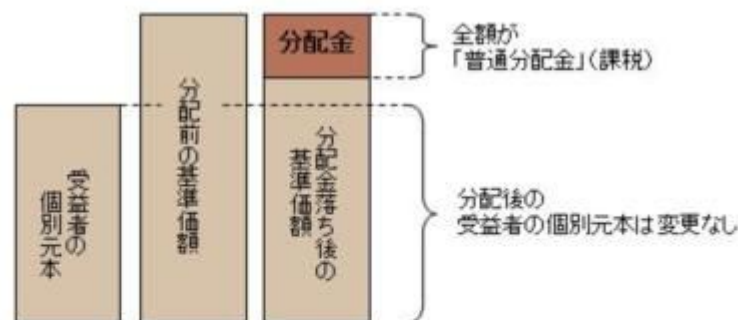 受益者の
個別元本
分配前の基準価額
分配金
分配金落ち後の
基準価額
全額が
「普通分配金」(課税)
分配後の
受益者の個別元本は変更なし